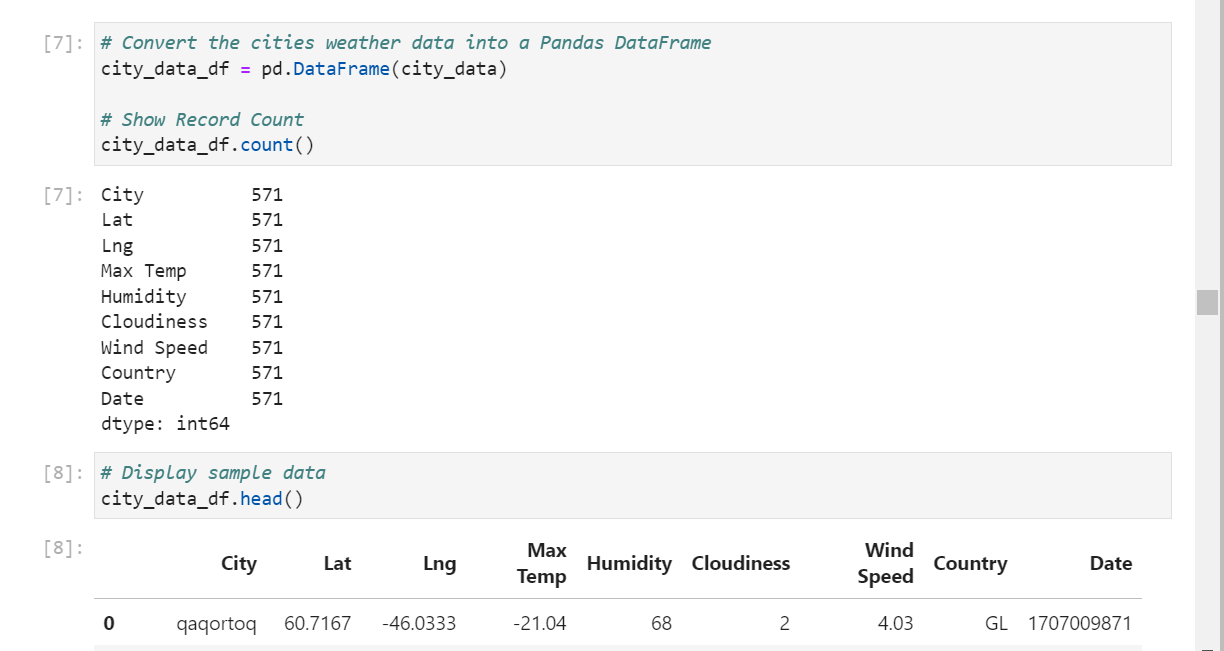 [7]: # Convert the cities weather data into a Pandas DataFrame
city_data_df = pd.DataFrame(city_data)
# Show Record Count
city_data_df.count()
[7]: City 571
Lat 571
Lng 571
Max Temp 571
Humidity 571
Cloudiness 571
Wind Speed 571
Country 571
Date 571
dtype: int64
[8]: # Display sample data
city_data_df.head()
[8]:
City Lat Lng Max Temp Humidity Cloudiness Wind Speed Country Date
0 qaqortoq 60.7167 -46.0333 -21.04 68 2 4.03 GL 1707009871